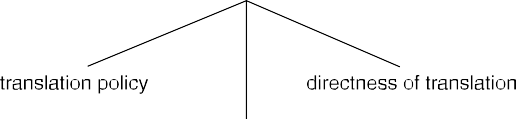 translation policy
directness of translation